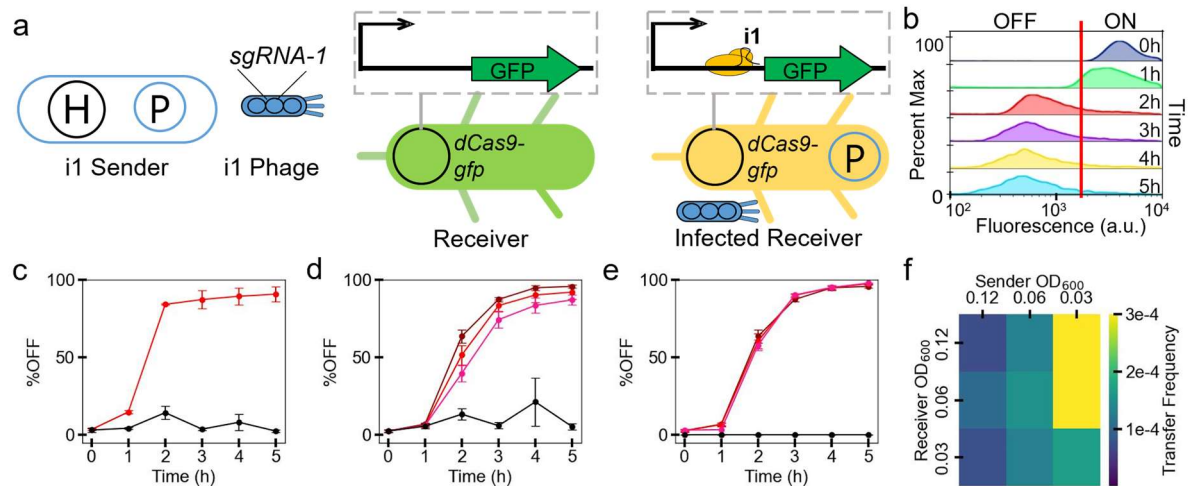 a
sgRNA-1
H
P
i1 Sender
i1 Phage
GFP
dCas9-
gfp
Receiver
i1
GFP
dCas9-
gfp
P
Infected Receiver
b
OFF
ON
100
0
Percent Max
0h
1h
2h
3h
4h
5h
Time
10² 10³ 10⁴
Fluorescence (a.u.)
c
100
50
0
%OFF
0 1 2 3 4 5
Time (h)
d
100
50
0
%OFF
0 1 2 3 4 5
Time (h)
e
100
50
0
%OFF
0 1 2 3 4 5
Time (h)
f
Sender OD₆₀₀
0.12 0.06 0.03
Receiver OD₆₀₀
0.12
0.06
0.03
3e-4
2e-4
1e-4
Transfer Frequency